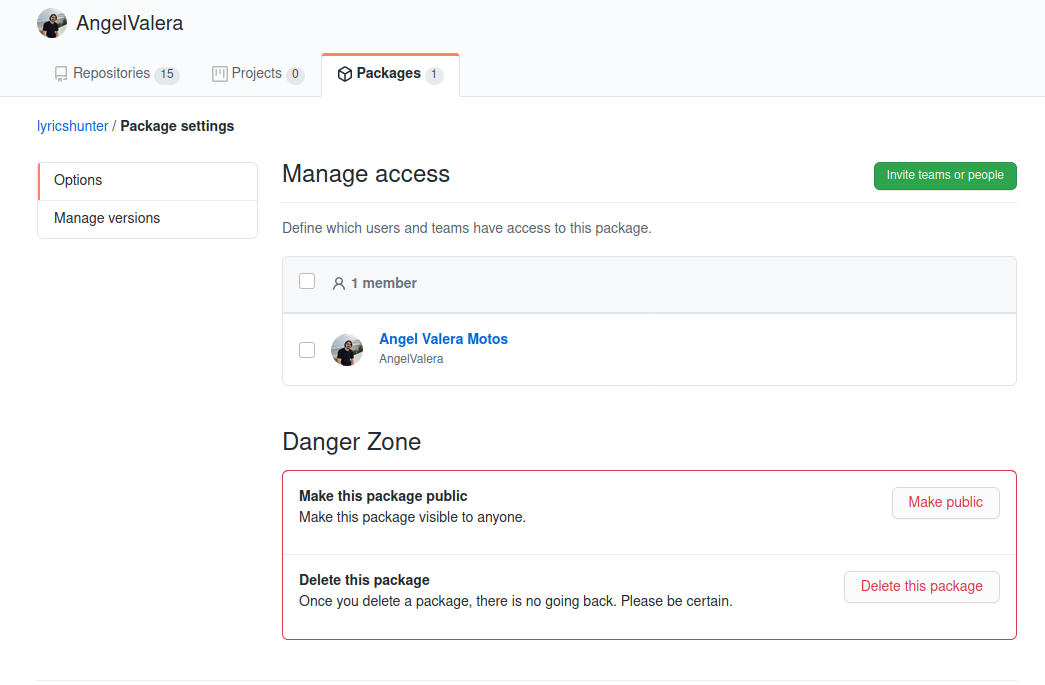 AngelValera
Repositories 15 Projects 0 Packages 1
lyricshunter / Package settings
Options
Manage versions
Manage access
Invite teams or people
Define which users and teams have access to this package.
1 member
Angel Valera Motos
AngelValera
Danger Zone
Make this package public
Make this package visible to anyone.
Make public
Delete this package
Once you delete a package, there is no going back. Please be certain.
Delete this package